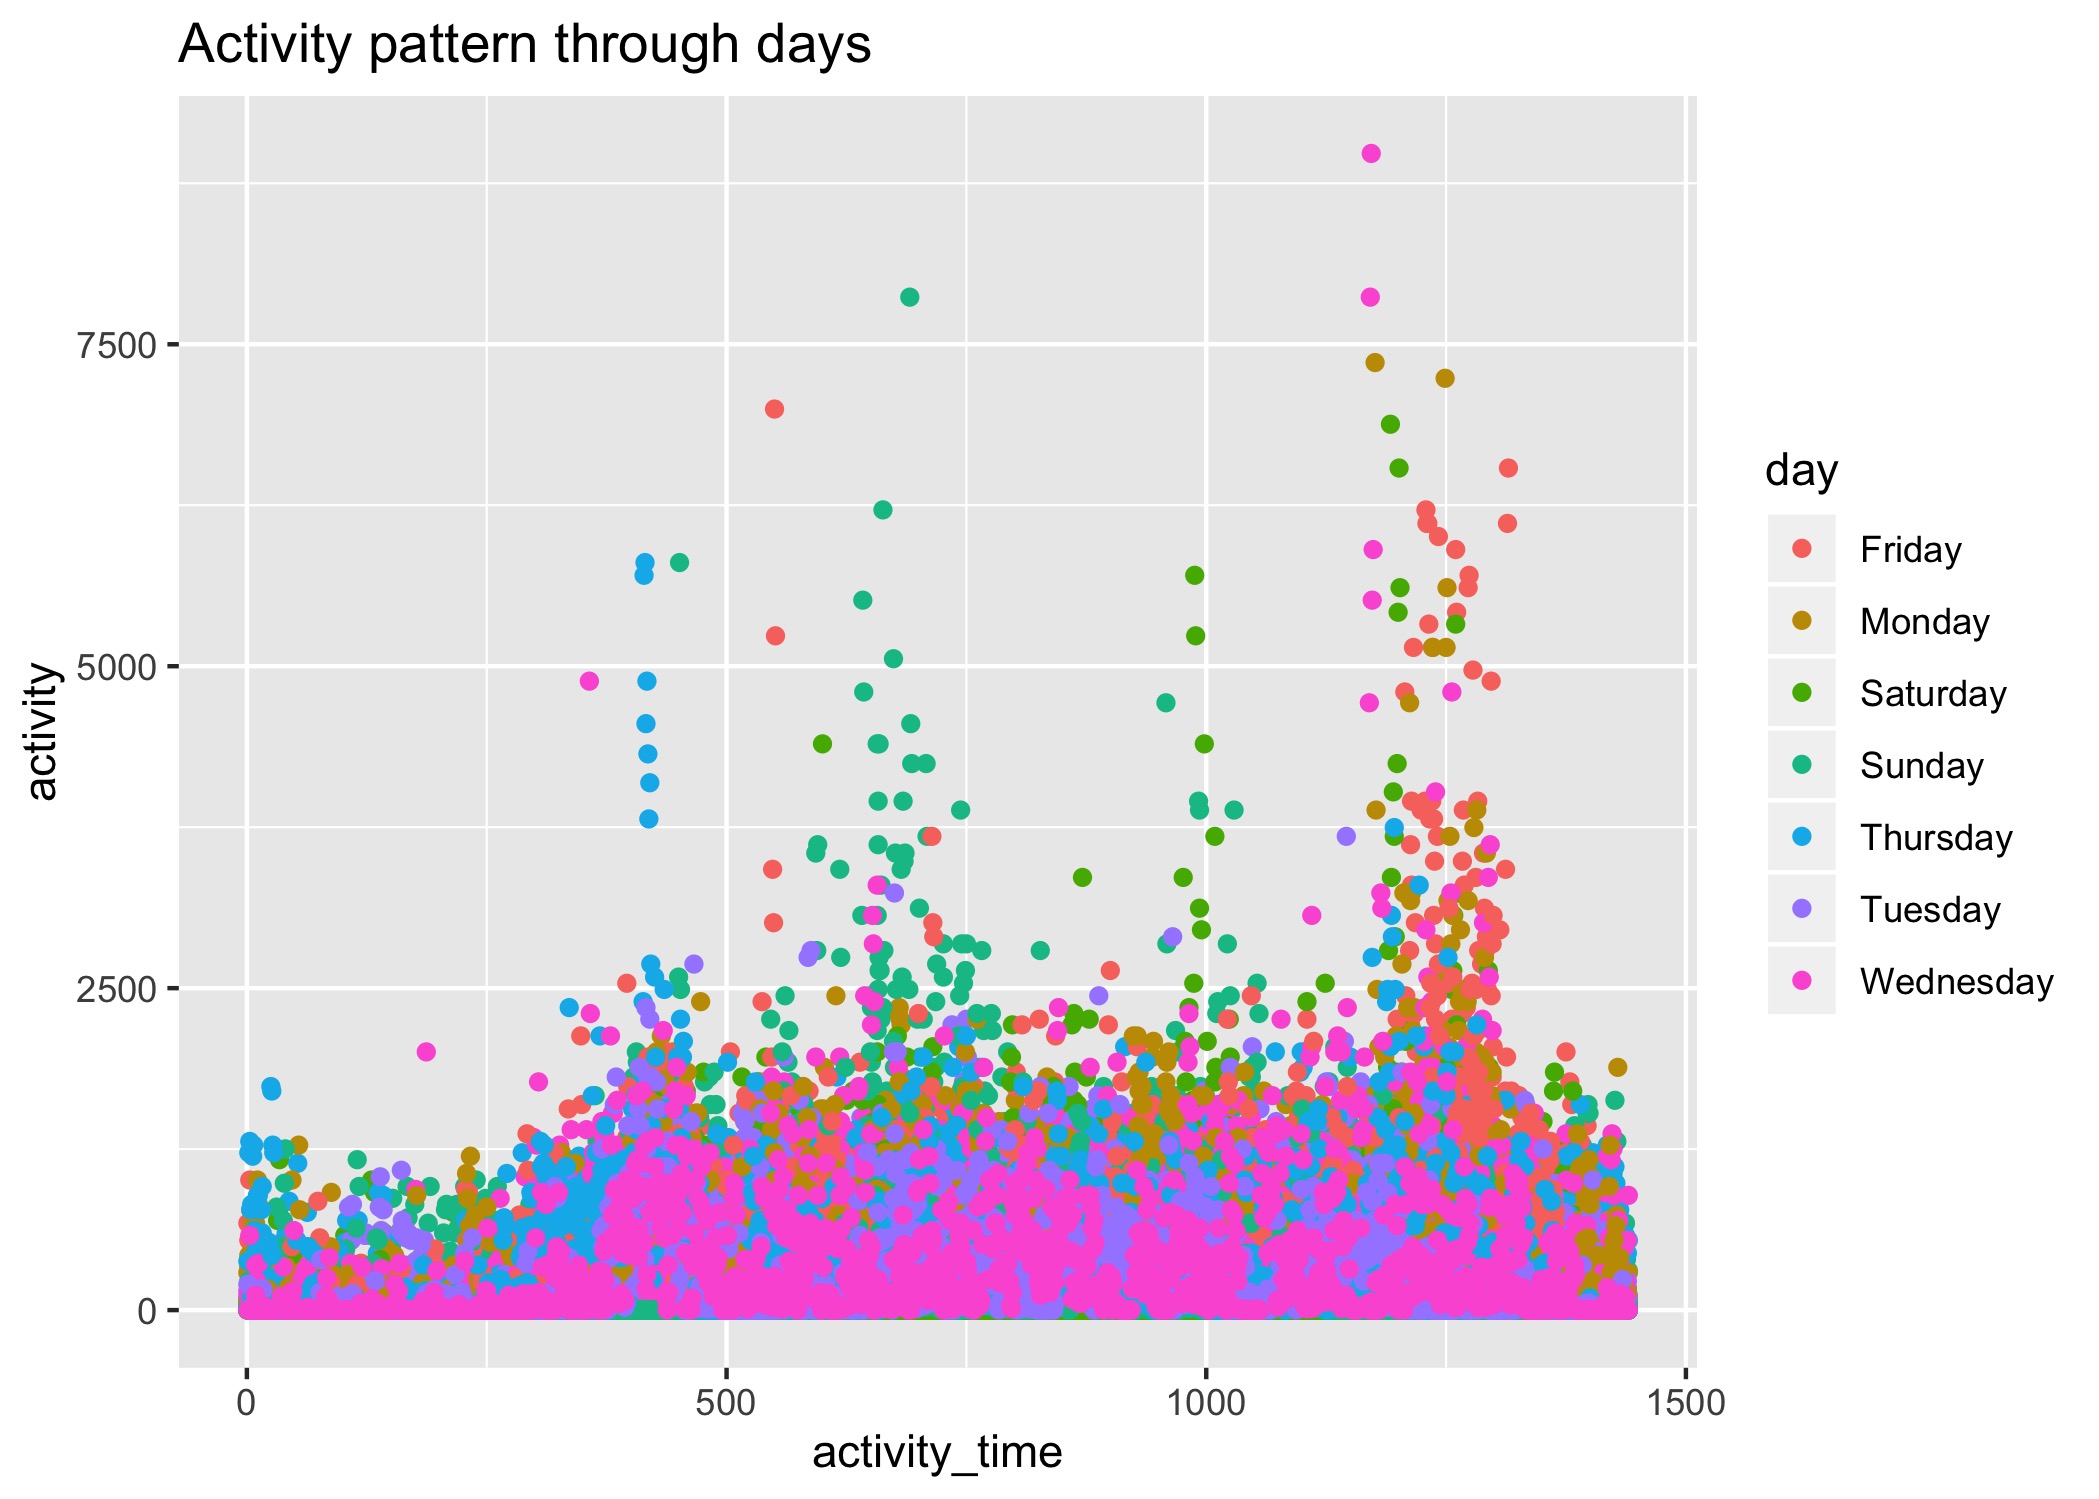 Activity pattern through days
activity
7500
5000
2500
0
0 500 1000 1500
activity_time
day
Friday
Monday
Saturday
Sunday
Thursday
Tuesday
Wednesday